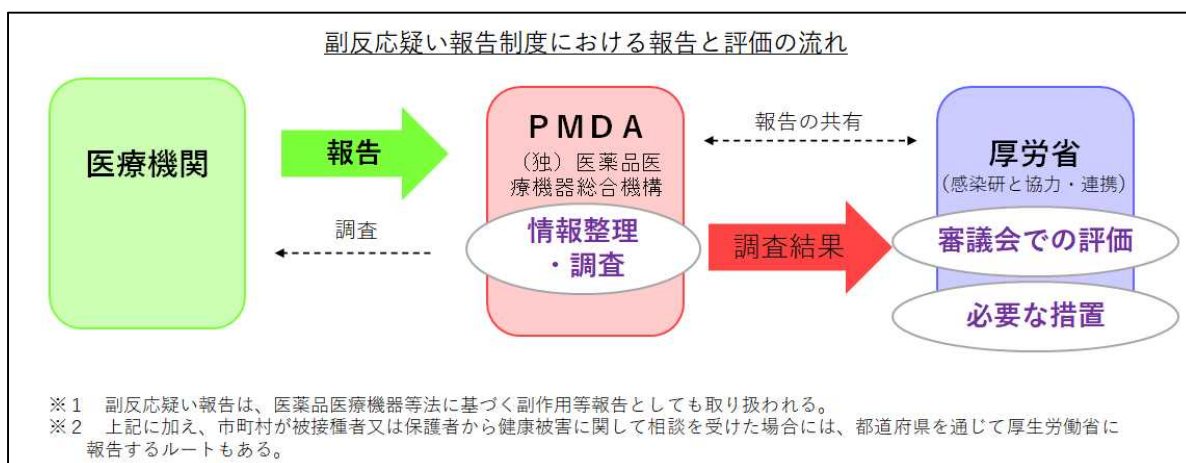 副反応疑い報告制度における報告と評価の流れ
医療機関
報告
調査
PMDA
（独）医薬品医
療機器総合機構
情報整理
・調査
報告の共有
調査結果
厚労省
(感染研と協力・連携)
審議会での評価
必要な措置
※１　副反応疑い報告は、医薬品医療機器等法に基づく副作用等報告としても取り扱われる。
※２　上記に加え、市町村が被接種者又は保護者から健康被害に関して相談を受けた場合には、都道府県を通じて厚生労働省に
報告するルートもある。